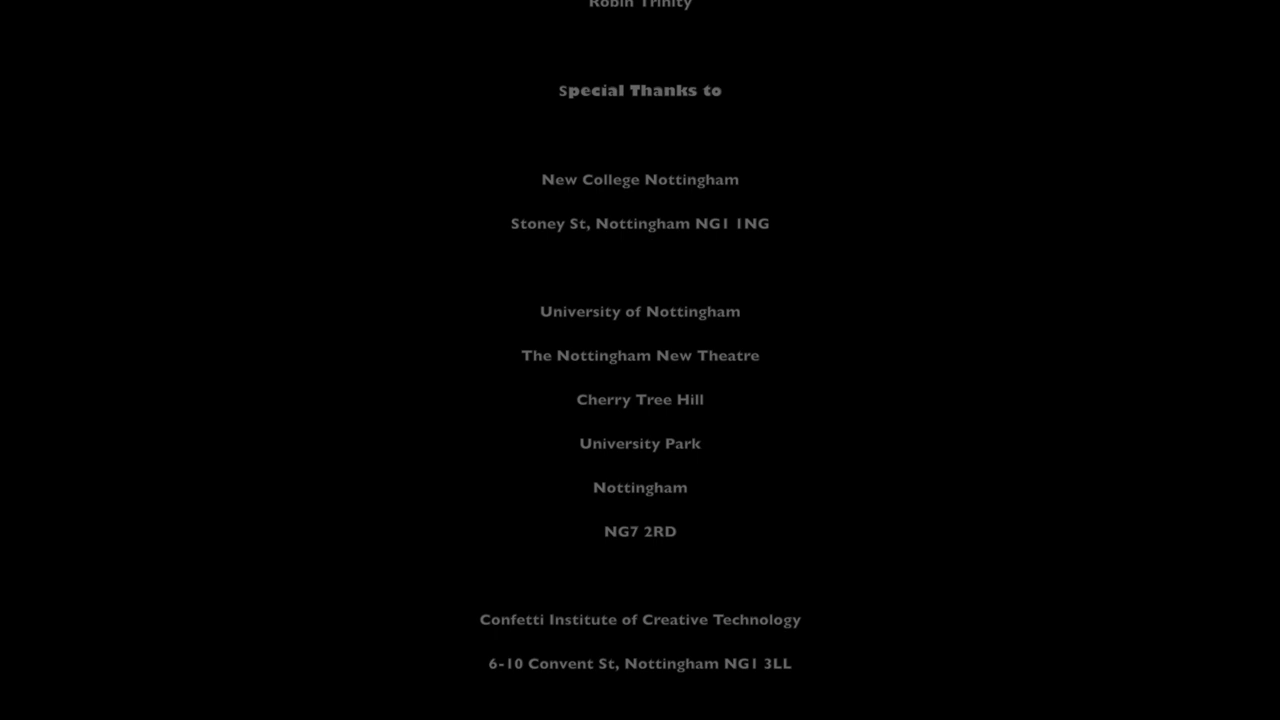 Robin Trinity
Special Thanks to
New College Nottingham
Stoney St, Nottingham NG1 1NG
University of Nottingham
The Nottingham New Theatre
Cherry Tree Hill
University Park
Nottingham
NG7 2RD
Confetti Institute of Creative Technology
6-10 Convent St, Nottingham NG1 3LL